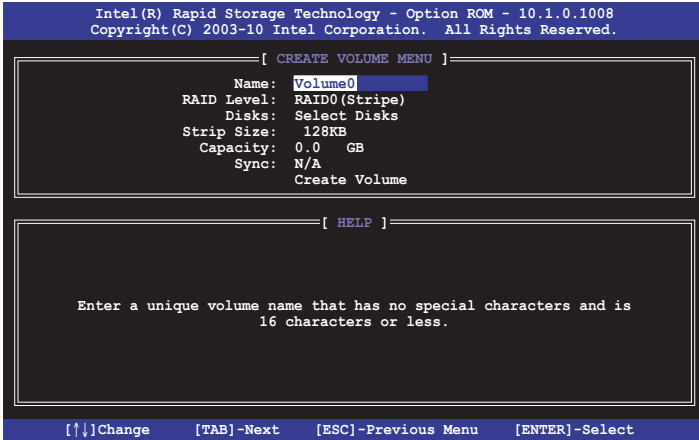 Intel(R) Rapid Storage Technology - Option ROM - 10.1.0.1008
Copyright(C) 2003-10 Intel Corporation. All Rights Reserved.
[ CREATE VOLUME MENU ]
Name: Volume0
RAID Level: RAID0(Stripe)
Disks: Select Disks
Strip Size: 128KB
Capacity: 0.0 GB
Sync: N/A
Create Volume
[ HELP ]
Enter a unique volume name that has no special characters and is
16 characters or less.
[↑↓]Change [TAB]-Next [ESC]-Previous Menu [ENTER]-Select